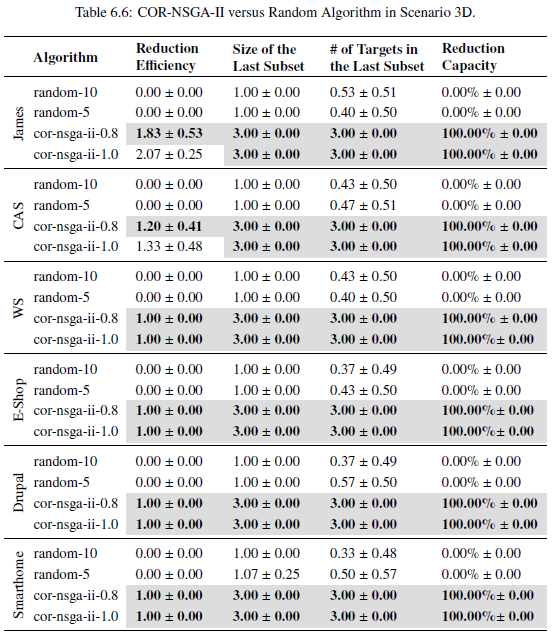 Table 6.6: COR-NSGA-II versus Random Algorithm in Scenario 3D.
Algorithm Reduction Efficiency Size of the Last Subset # of Targets in the Last Subset Reduction Capacity
James
random-10 0.00 ± 0.00 1.00 ± 0.00 0.53 ± 0.51 0.00% ± 0.00
random-5 0.00 ± 0.00 1.00 ± 0.00 0.40 ± 0.50 0.00% ± 0.00
cor-nsga-ii-0.8 1.83 ± 0.53 3.00 ± 0.00 3.00 ± 0.00 100.00% ± 0.00
cor-nsga-ii-1.0 2.07 ± 0.25 3.00 ± 0.00 3.00 ± 0.00 100.00% ± 0.00
CAS
random-10 0.00 ± 0.00 1.00 ± 0.00 0.43 ± 0.50 0.00% ± 0.00
random-5 0.00 ± 0.00 1.00 ± 0.00 0.47 ± 0.51 0.00% ± 0.00
cor-nsga-ii-0.8 1.20 ± 0.41 3.00 ± 0.00 3.00 ± 0.00 100.00% ± 0.00
cor-nsga-ii-1.0 1.33 ± 0.48 3.00 ± 0.00 3.00 ± 0.00 100.00% ± 0.00
WS
random-10 0.00 ± 0.00 1.00 ± 0.00 0.43 ± 0.50 0.00% ± 0.00
random-5 0.00 ± 0.00 1.00 ± 0.00 0.40 ± 0.50 0.00% ± 0.00
cor-nsga-ii-0.8 1.00 ± 0.00 3.00 ± 0.00 3.00 ± 0.00 100.00% ± 0.00
cor-nsga-ii-1.0 1.00 ± 0.00 3.00 ± 0.00 3.00 ± 0.00 100.00%± 0.00
E-Shop
random-10 0.00 ± 0.00 1.00 ± 0.00 0.37 ± 0.49 0.00% ± 0.00
random-5 0.00 ± 0.00 1.00 ± 0.00 0.43 ± 0.50 0.00% ± 0.00
cor-nsga-ii-0.8 1.00 ± 0.00 3.00 ± 0.00 3.00 ± 0.00 100.00%± 0.00
cor-nsga-ii-1.0 1.00 ± 0.00 3.00 ± 0.00 3.00 ± 0.00 100.00%± 0.00
Drupal
random-10 0.00 ± 0.00 1.00 ± 0.00 0.37 ± 0.49 0.00% ± 0.00
random-5 0.00 ± 0.00 1.00 ± 0.00 0.57 ± 0.50 0.00% ± 0.00
cor-nsga-ii-0.8 1.00 ± 0.00 3.00 ± 0.00 3.00 ± 0.00 100.00%± 0.00
cor-nsga-ii-1.0 1.00 ± 0.00 3.00 ± 0.00 3.00 ± 0.00 100.00%± 0.00
Smarthome
random-10 0.00 ± 0.00 1.00 ± 0.00 0.33 ± 0.48 0.00% ± 0.00
random-5 0.00 ± 0.00 1.07 ± 0.25 0.50 ± 0.57 0.00% ± 0.00
cor-nsga-ii-0.8 1.00 ± 0.00 3.00 ± 0.00 3.00 ± 0.00 100.00%± 0.00
cor-nsga-ii-1.0 1.00 ± 0.00 3.00 ± 0.00 3.00 ± 0.00 100.00%± 0.00